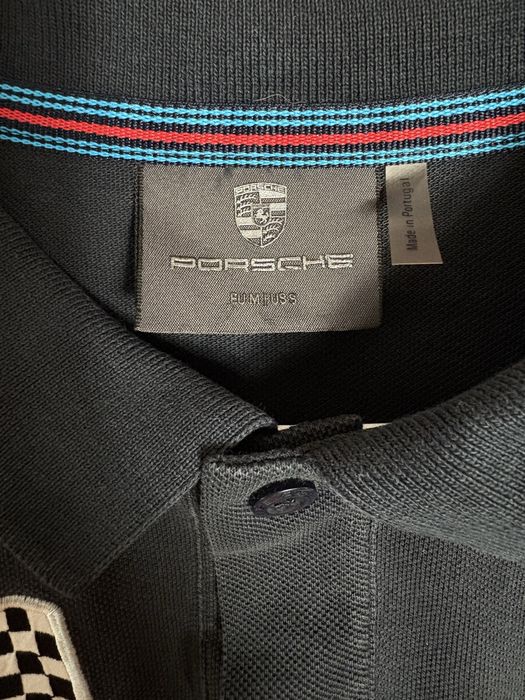 PORSCHE
PORSCHE
EU M | US S
Made in Portugal